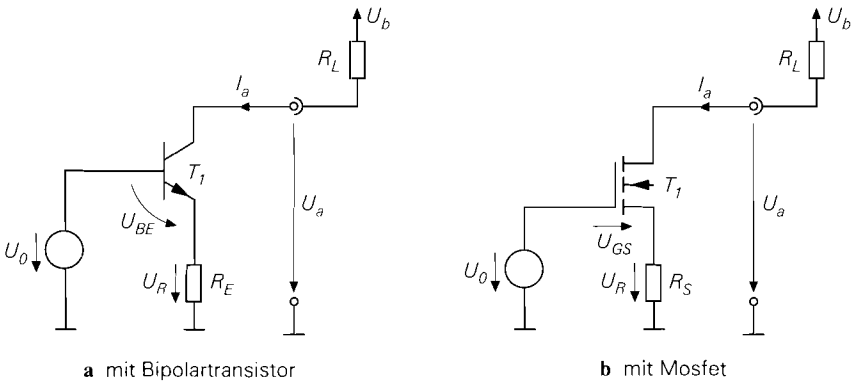 U_b
R_L
I_a
T_1
U_BE
U_a
U_0
U_R
R_E
a mit Bipolartransistor
U_b
R_L
I_a
T_1
U_GS
U_a
U_0
U_R
R_S
b mit Mosfet